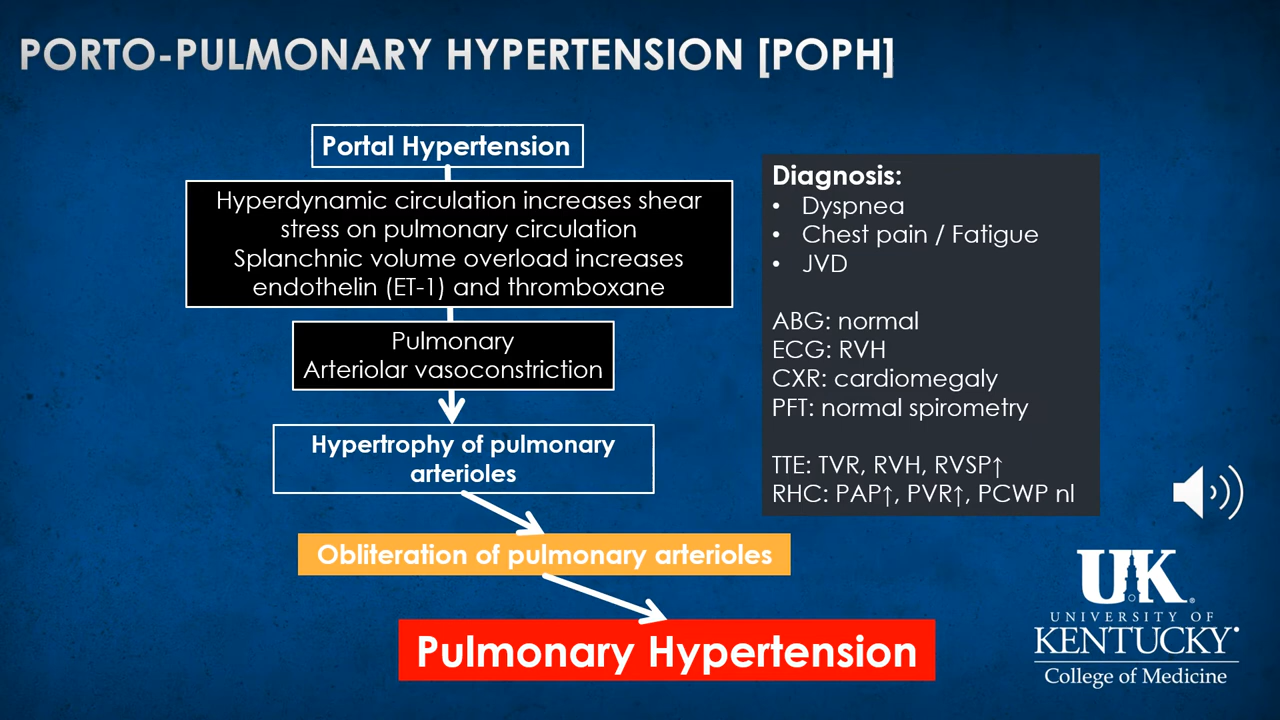 PORTO-PULMONARY HYPERTENSION [POPH]
Portal Hypertension
Hyperdynamic circulation increases shear
stress on pulmonary circulation
Splanchnic volume overload increases
endothelin (ET-1) and thromboxane
Pulmonary
Arteriolar vasoconstriction
Hypertrophy of pulmonary
arterioles
Obliteration of pulmonary arterioles
Pulmonary Hypertension
Diagnosis:
• Dyspnea
• Chest pain / Fatigue
• JVD
ABG: normal
ECG: RVH
CXR: cardiomegaly
PFT: normal spirometry
TTE: TVR, RVH, RVSP↑
RHC: PAP↑, PVR↑, PCWP nl
UK®
UNIVERSITY OF
KENTUCKY
College of Medicine